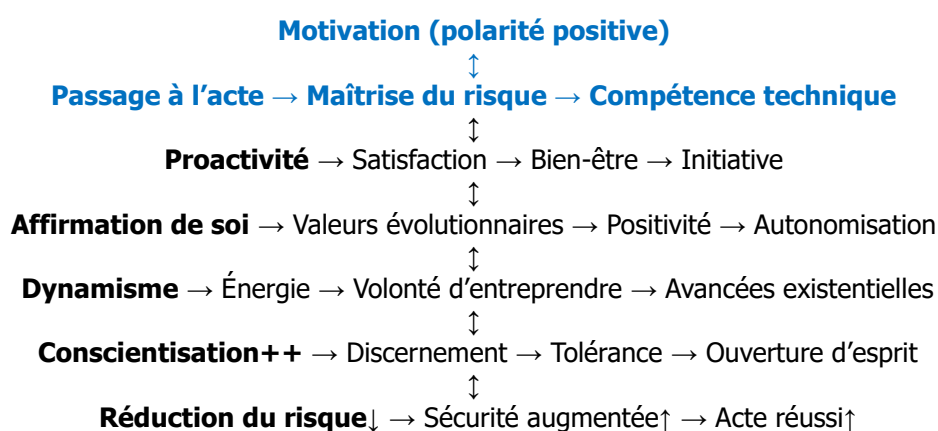 Motivation (polarité positive)
↕
Passage à l’acte → Maîtrise du risque → Compétence technique
↕
Proactivité → Satisfaction → Bien-être → Initiative
↕
Affirmation de soi → Valeurs évolutionnaires → Positivité → Autonomisation
↕
Dynamisme → Énergie → Volonté d’entreprendre → Avancées existentielles
↕
Conscientisation++ → Discernement → Tolérance → Ouverture d’esprit
↕
Réduction du risque↓ → Sécurité augmentée↑ → Acte réussi↑